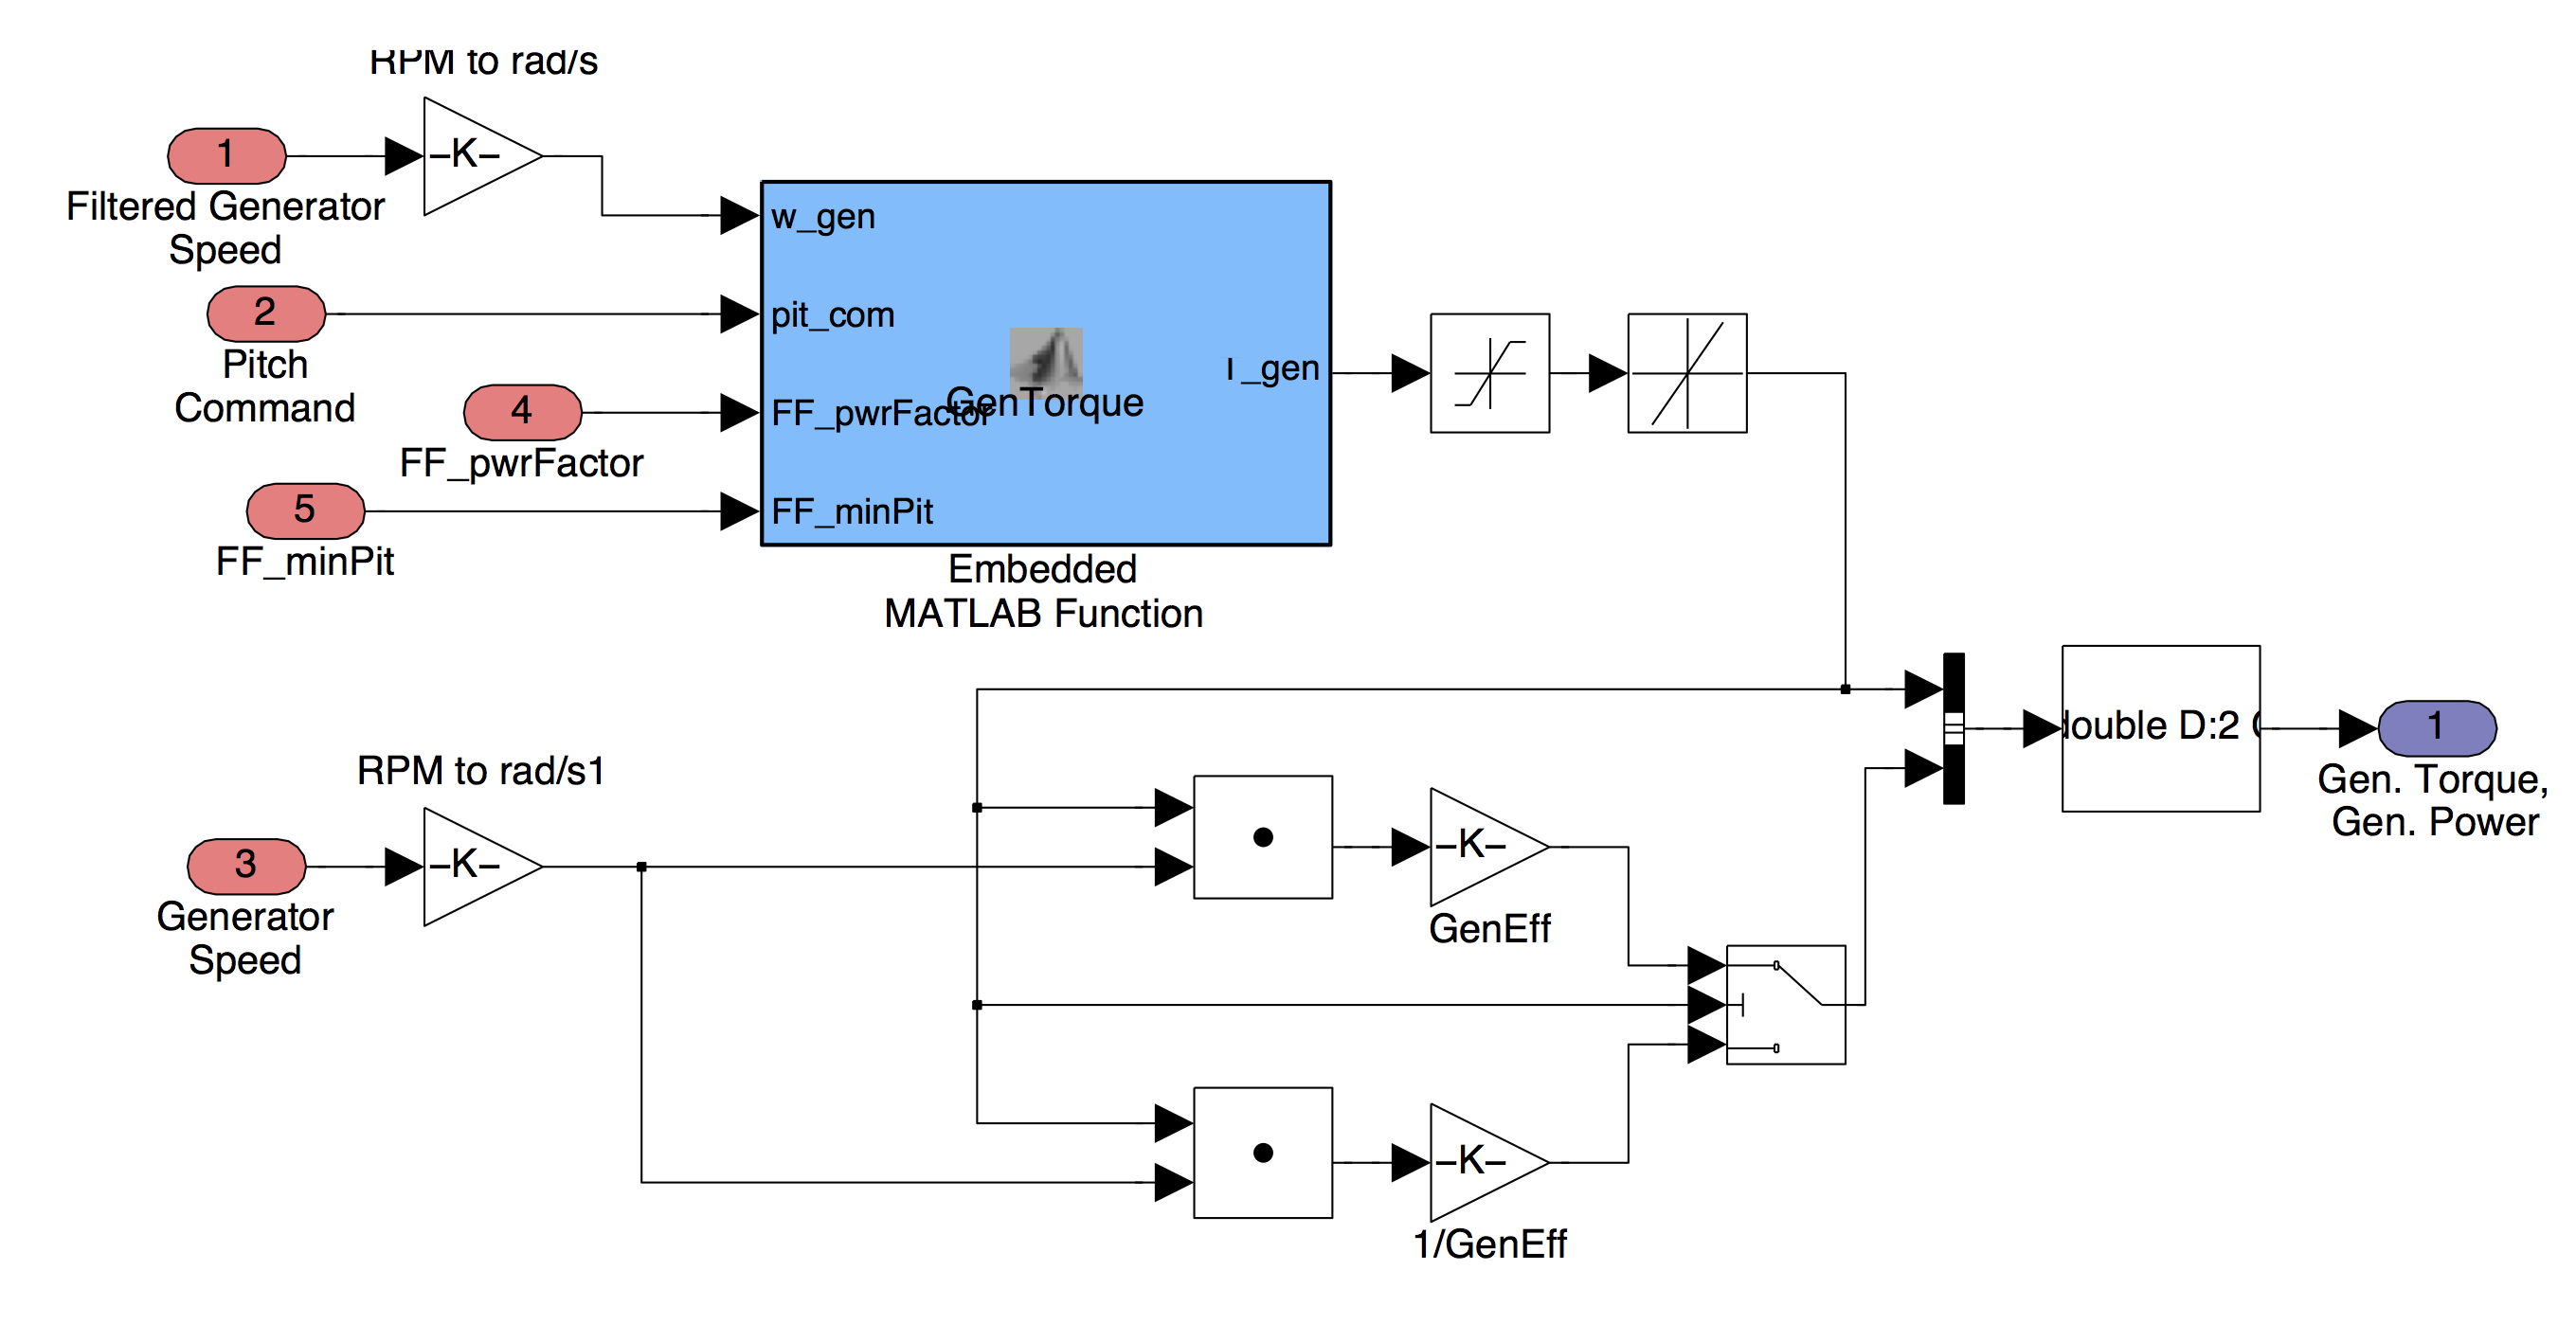 RPM to rad/s
1
–K–
Filtered Generator
Speed
w_gen
2
pit_com
Pitch
Command
I_gen
4
FF_pwrFactor
GenTorque
FF_pwrFactor
5
FF_minPit
FF_minPit
Embedded
MATLAB Function
double D:2
1
Gen. Torque,
Gen. Power
RPM to rad/s1
3
–K–
Generator
Speed
–K–
GenEff
–K–
1/GenEff